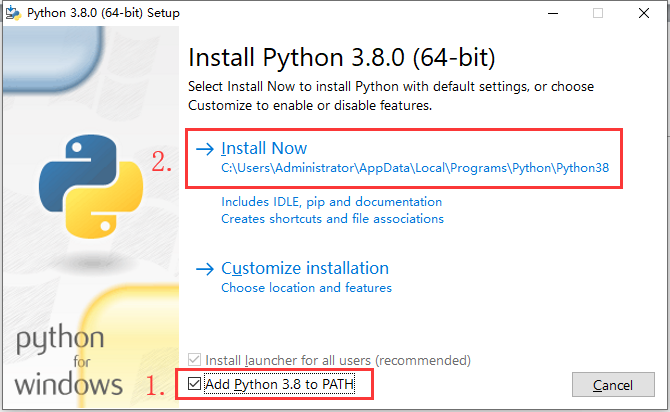 Python 3.8.0 (64-bit) Setup
Install Python 3.8.0 (64-bit)
Select Install Now to install Python with default settings, or choose
Customize to enable or disable features.
2.
Install Now
C:\Users\Administrator\AppData\Local\Programs\Python\Python38
Includes IDLE, pip and documentation
Creates shortcuts and file associations
Customize installation
Choose location and features
python
for
windows
Install launcher for all users (recommended)
1.
Add Python 3.8 to PATH
Cancel